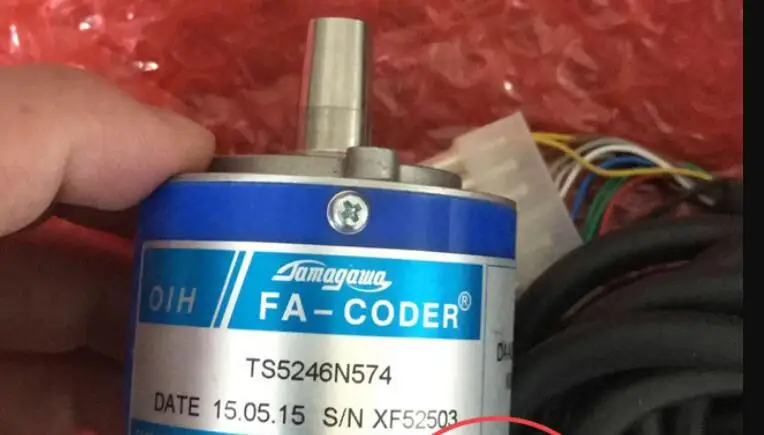 Tamagawa
OIH // FA-CODER®
TS5246N574
DATE 15.05.15 S/N XF52503